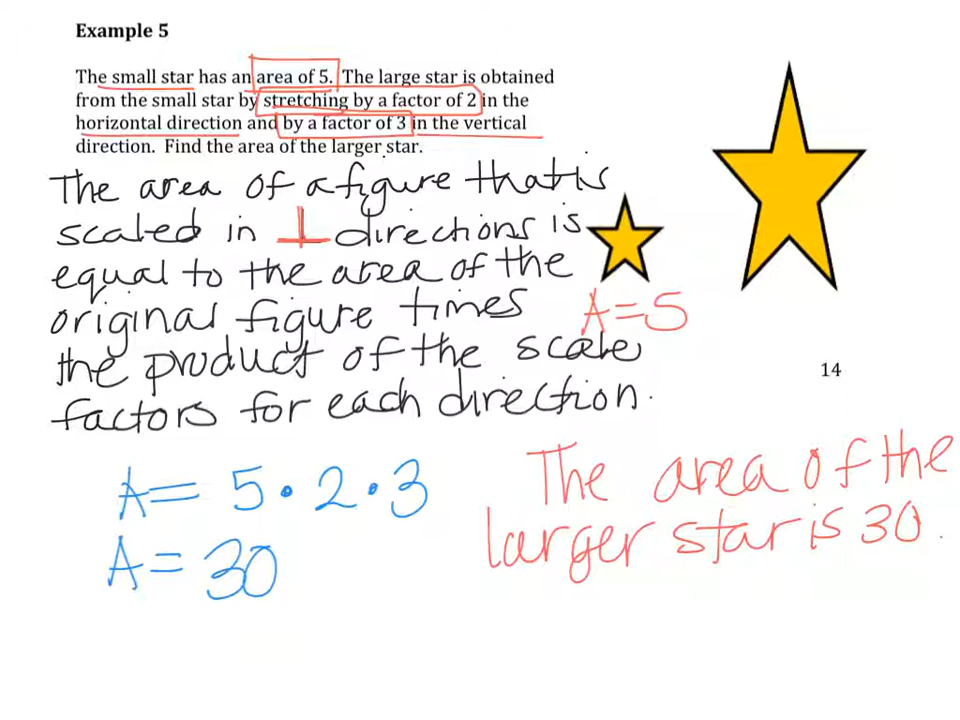 Example 5
The small star has an area of 5. The large star is obtained
from the small star by stretching by a factor of 2 in the
horizontal direction and by a factor of 3 in the vertical
direction. Find the area of the larger star.
The area of a figure that is
scaled in ⊥ directions is
equal to the area of the
original figure times
the product of the scale
factors for each direction.
A=5
14
A= 5 • 2 • 3
A= 30
The area of the
larger star is 30.